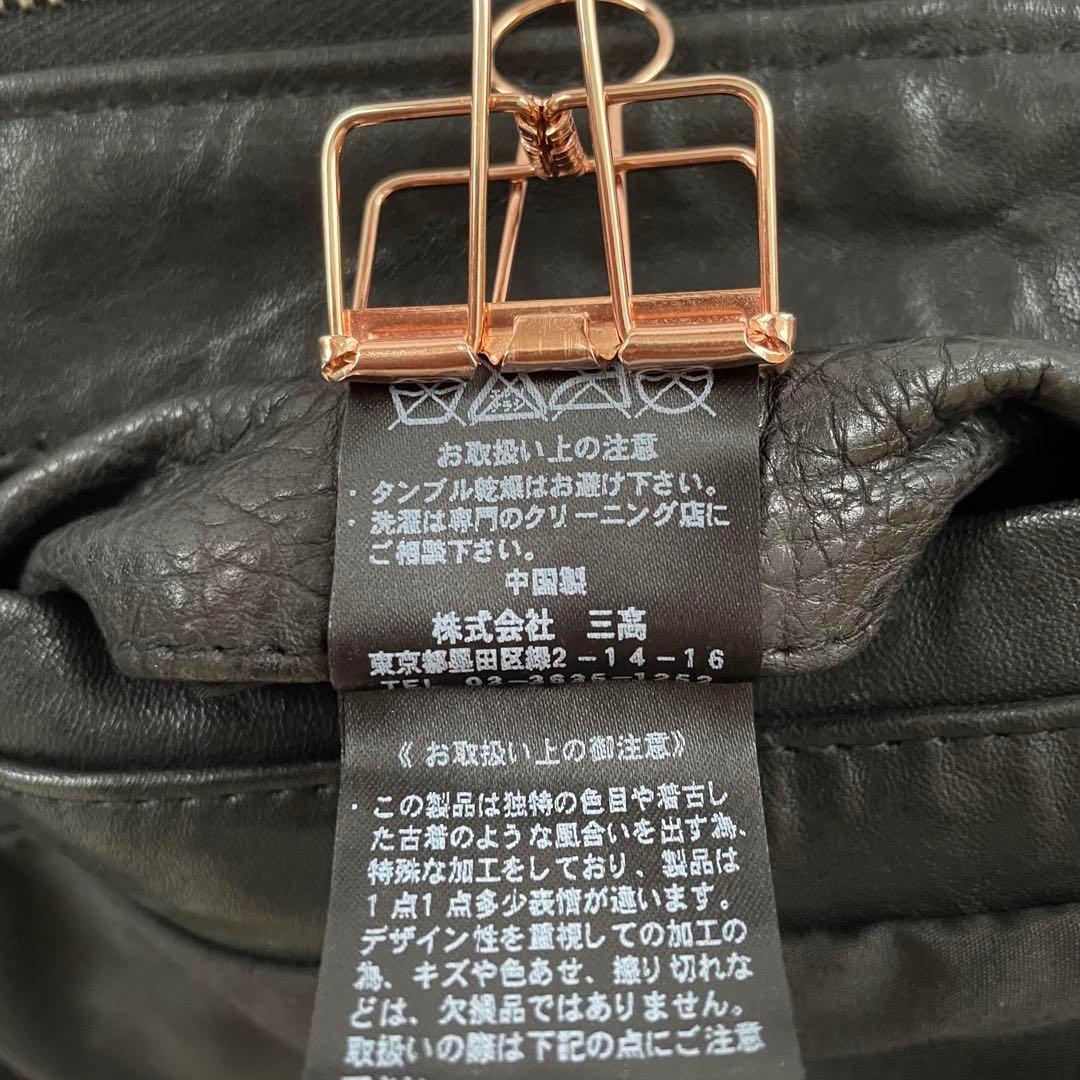 お取扱い上の注意
・タンブル乾燥はお避け下さい。
・洗濯は専門のクリーニング店に
ご相談下さい。
中国製
株式会社 三高
東京都墨田区緑2-14-16
TEL 03-3635-1252
《お取扱い上の御注意》
・この製品は独特の色目や着古し
た古着のような風合いを出す為、
特殊な加工をしており、製品は
1点1点多少表情が違います。
デザイン性を重視しての加工の
為、キズや色あせ、擦り切れな
どは、欠損品ではありません。
取扱いの際は下記の点にご注意